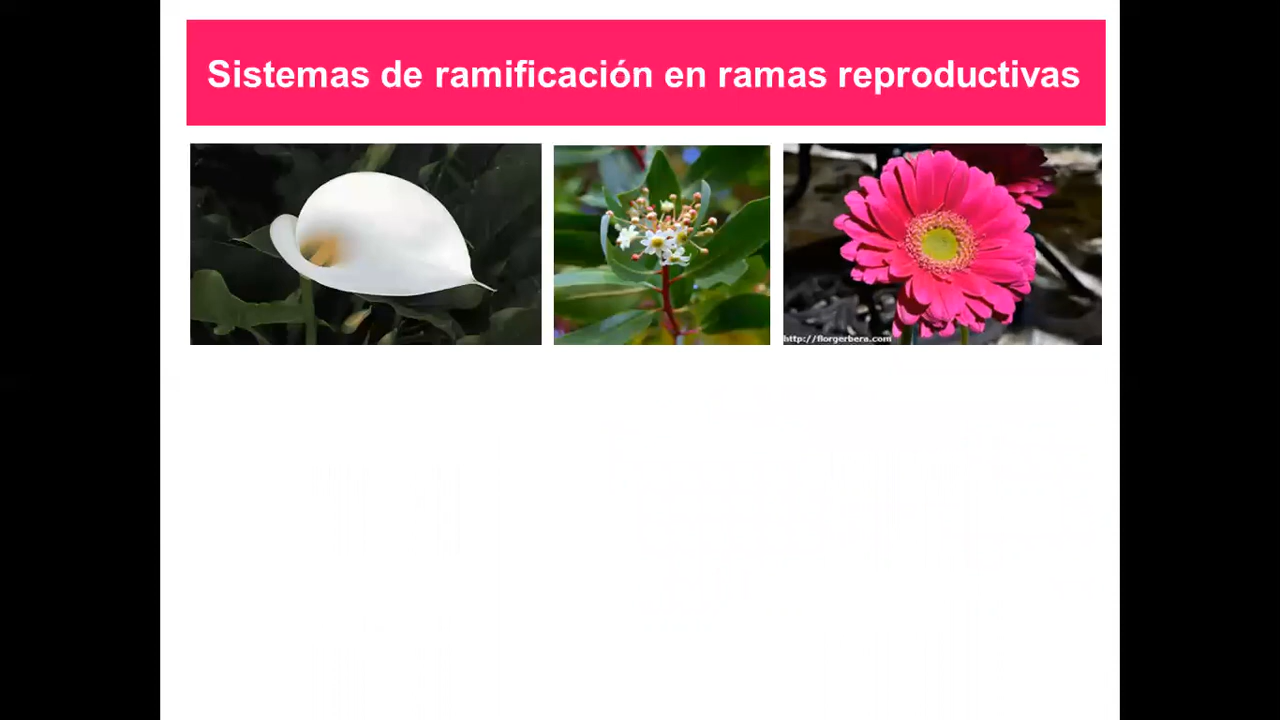 Sistemas de ramificación en ramas reproductivas
http://florgerbera.com